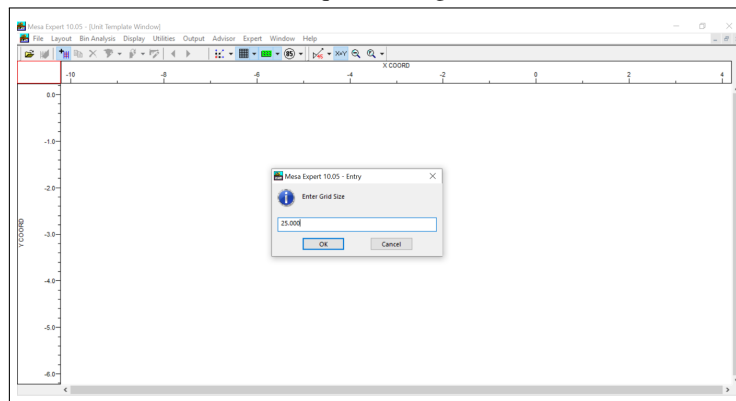 Mesa Expert 10.05 - [Unit Template Window]
File Layout Bin Analysis Display Utilities Output Advisor Expert Window Help
85 X=Y
X COORD
-10 -8 -6 -4 -2 0 2 4
0.0
-1.0
Mesa Expert 10.05 - Entry
-2.0
Enter Grid Size
25.000
-3.0
Y COORD
OK Cancel
-4.0
-5.0
-6.0